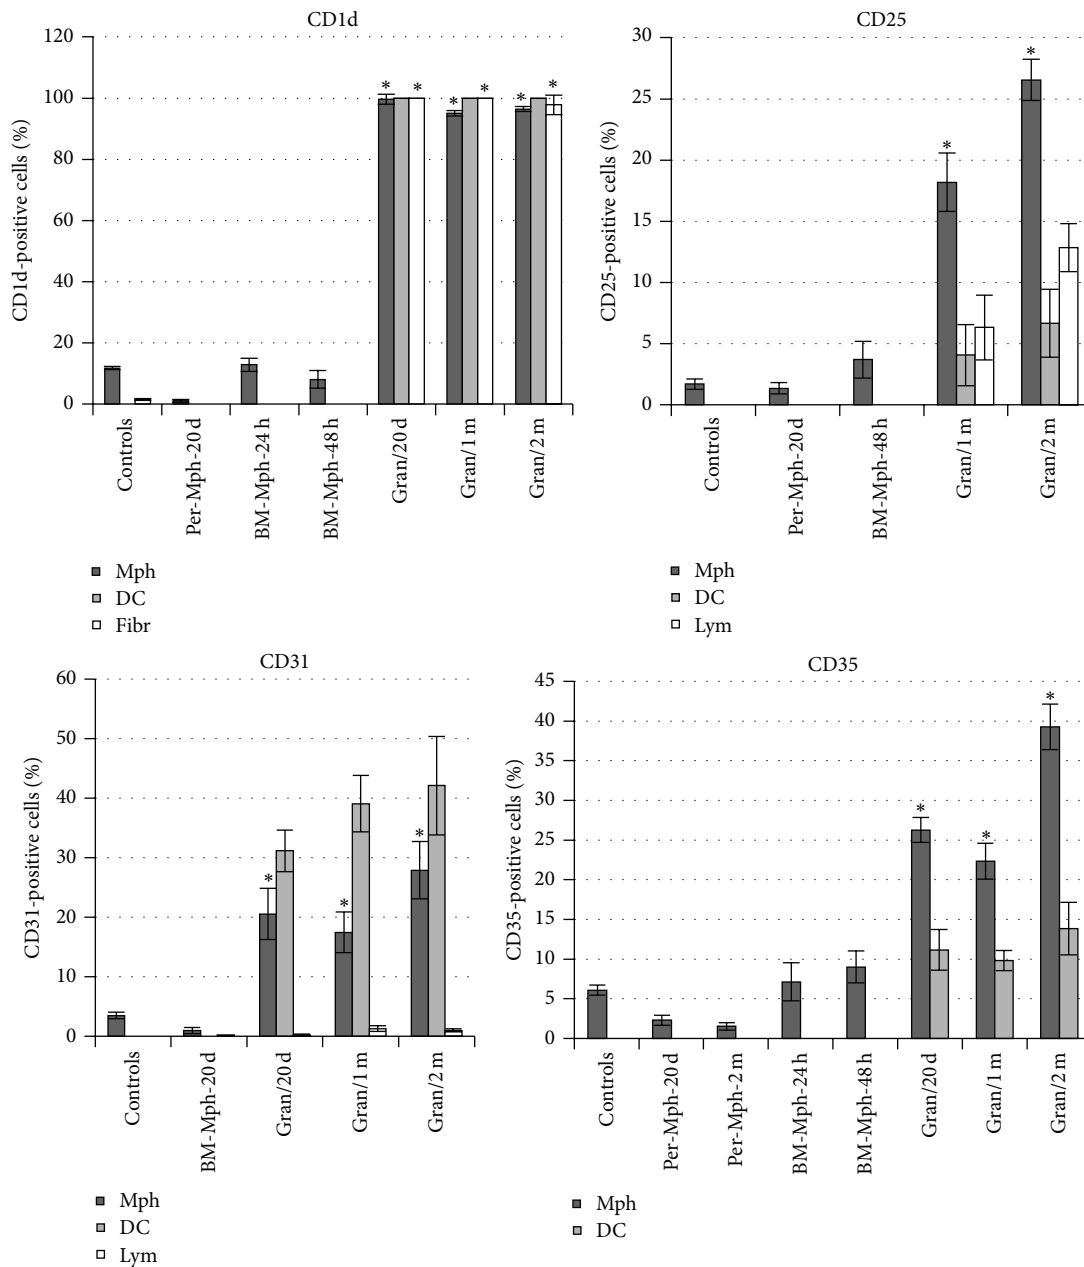 CD1d
120
100
80
60
40
20
0
CD1d-positive cells (%)
* * * * * *
Controls
Per-Mph-20 d
BM-Mph-24 h
BM-Mph-48 h
Gran/20 d
Gran/1 m
Gran/2 m
Mph
DC
Fibr
CD25
30
25
20
15
10
5
0
CD25-positive cells (%)
* *
Controls
Per-Mph-20 d
BM-Mph-48 h
Gran/1 m
Gran/2 m
Mph
DC
Lym
CD31
60
50
40
30
20
10
0
CD31-positive cells (%)
* * *
Controls
BM-Mph-20 d
Gran/20 d
Gran/1 m
Gran/2 m
Mph
DC
Lym
CD35
45
40
35
30
25
20
15
10
5
0
CD35-positive cells (%)
* * *
Controls
Per-Mph-20 d
Per-Mph-2 m
BM-Mph-24 h
BM-Mph-48 h
Gran/20 d
Gran/1 m
Gran/2 m
Mph
DC